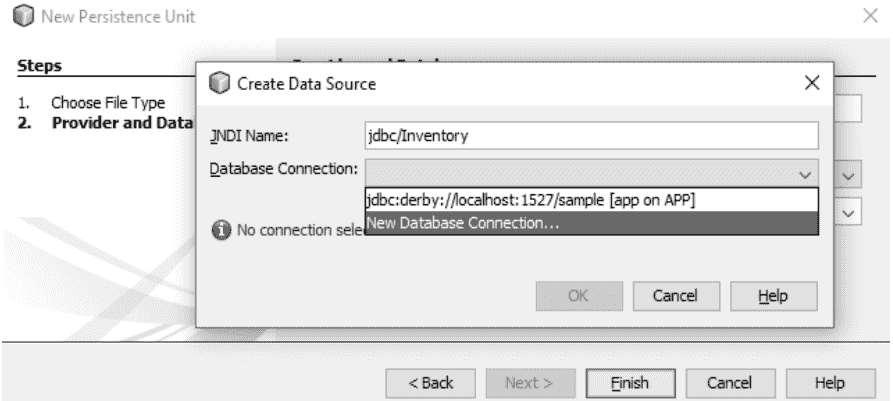 New Persistence Unit
Steps
1. Choose File Type
2. Provider and Data
Create Data Source
JNDI Name:
jdbc/Inventory
Database Connection:
jdbc:derby://localhost:1527/sample [app on APP]
New Database Connection...
No connection sele
OK
Cancel
Help
< Back
Next >
Finish
Cancel
Help